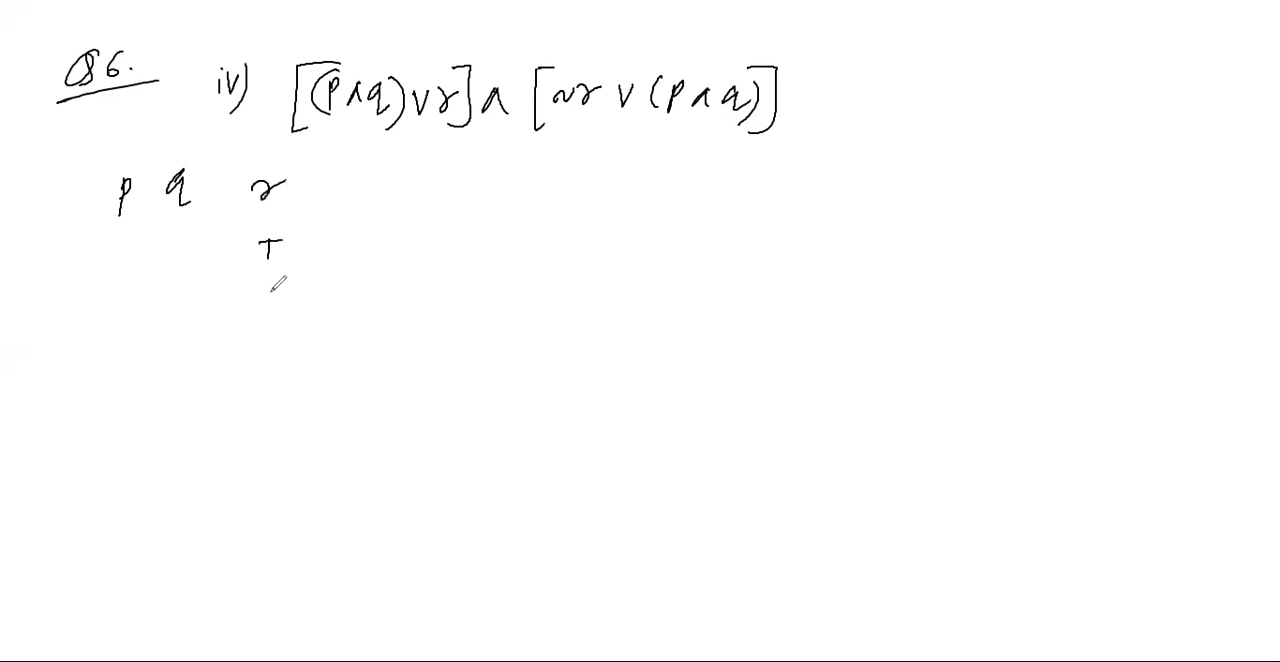 Q6. iv) [(p∧q)∨r]∧[~r ∨(p∧q)]
p q r
T